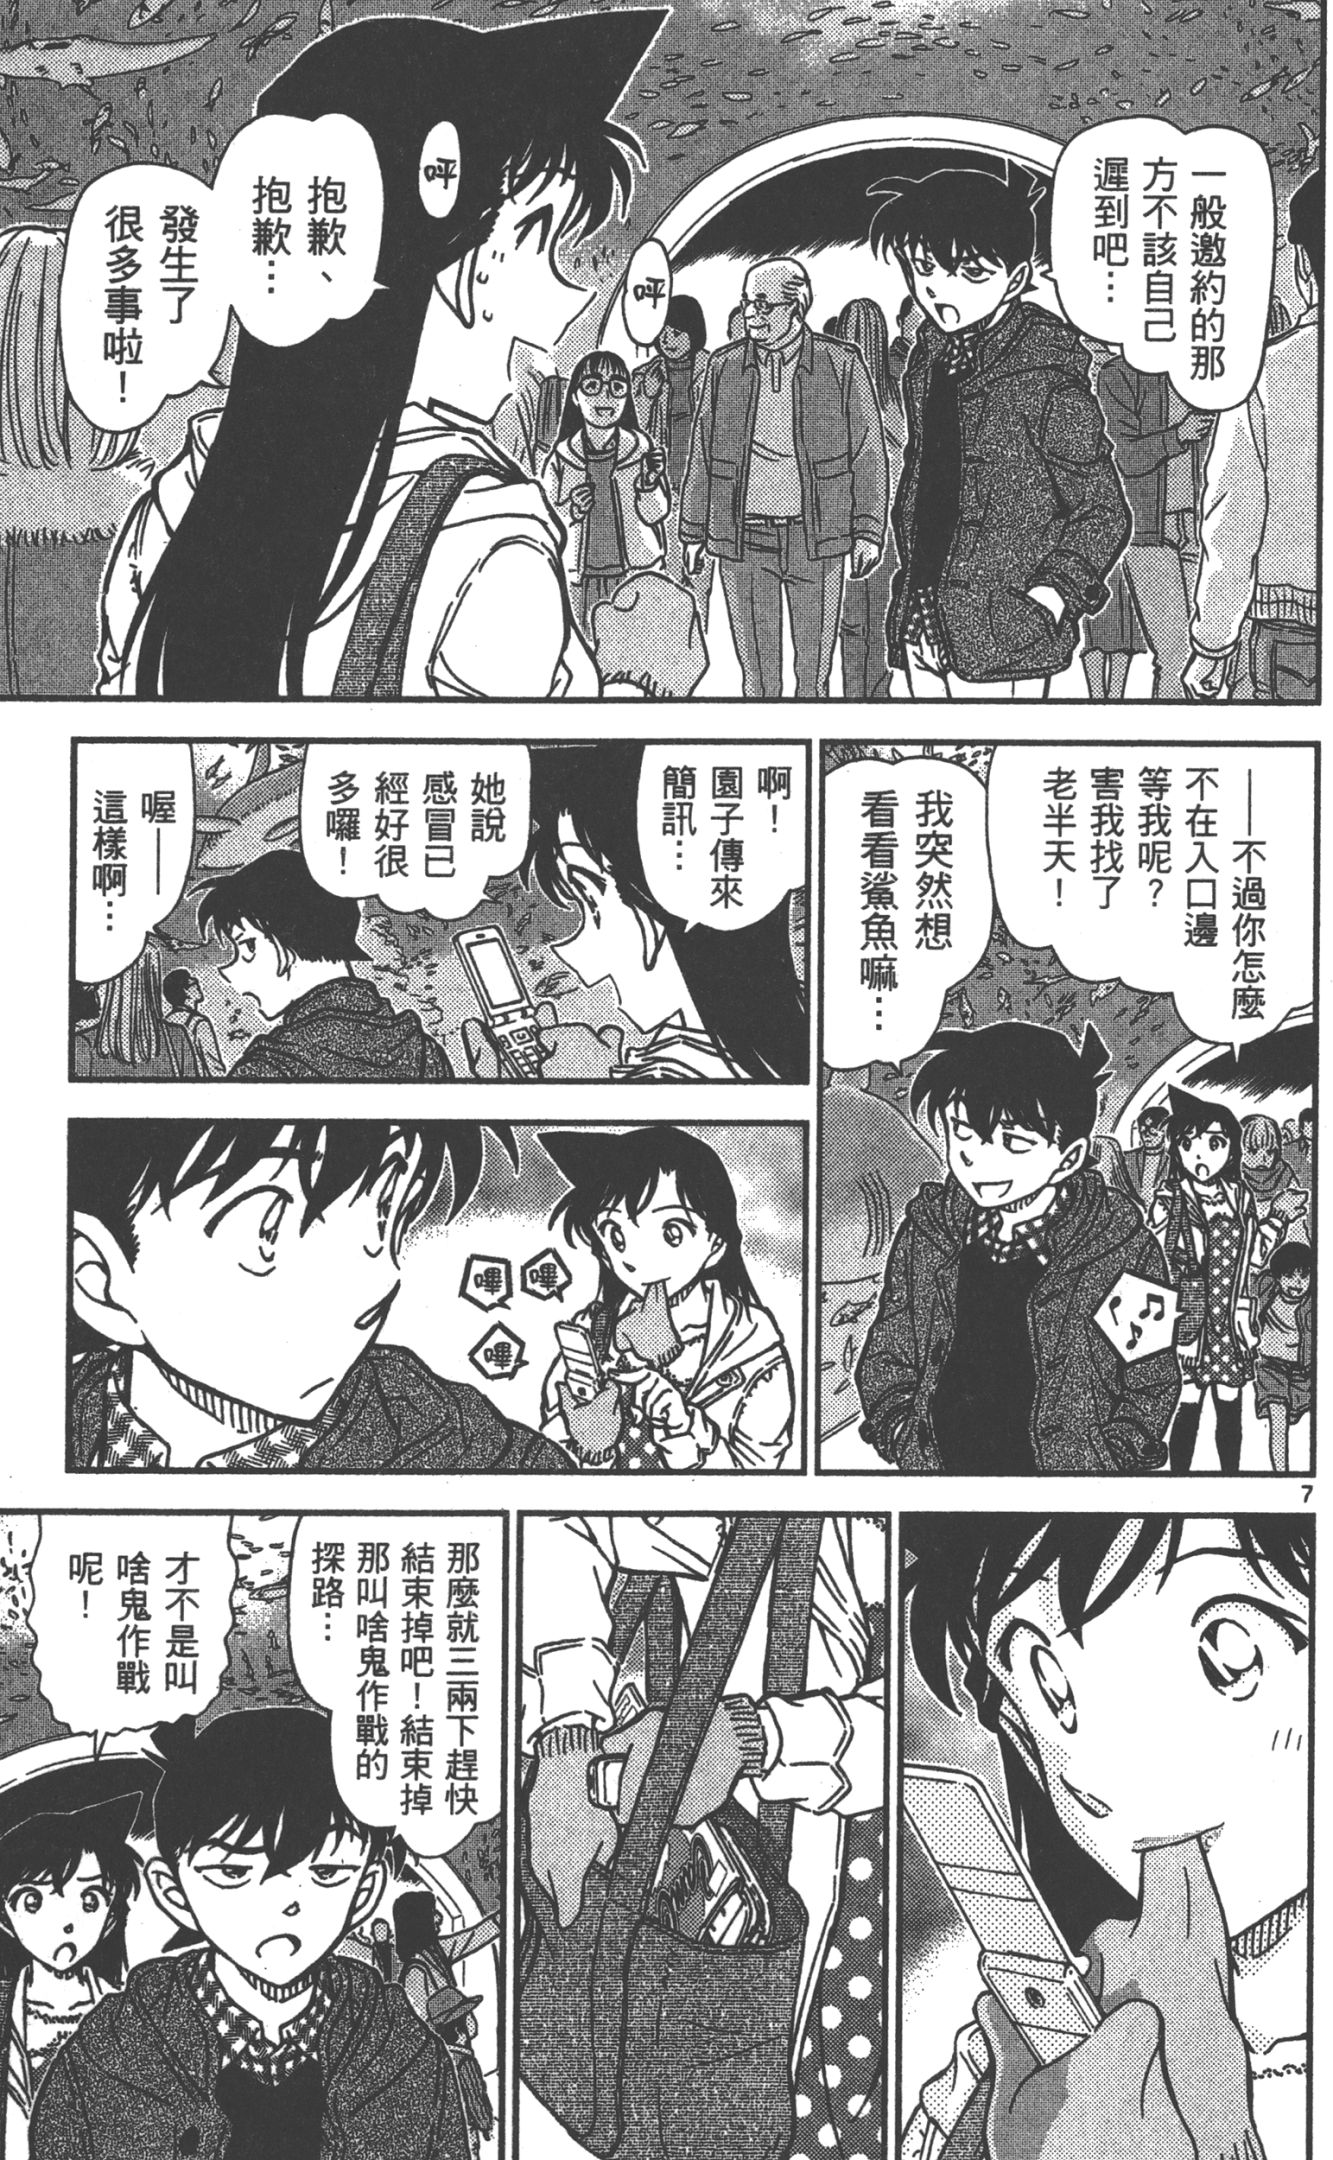 一般邀約的那
方不該自己
遲到吧…
呼
呼
抱歉、
抱歉…
發生了
很多事啦！
——不過你怎麼
不在入口邊
等我呢？
害我找了
老半天！
我突然想
看看鯊魚嘛…
啊！
園子傳來
簡訊…
她說
感冒已
經好很
多囉！
喔——
這樣啊…
嗶
嗶
嗶
7
那麼就三兩下趕快
結束掉吧！結束掉
那叫啥鬼作戰的
探路…
才不是叫
啥鬼作戰
呢！